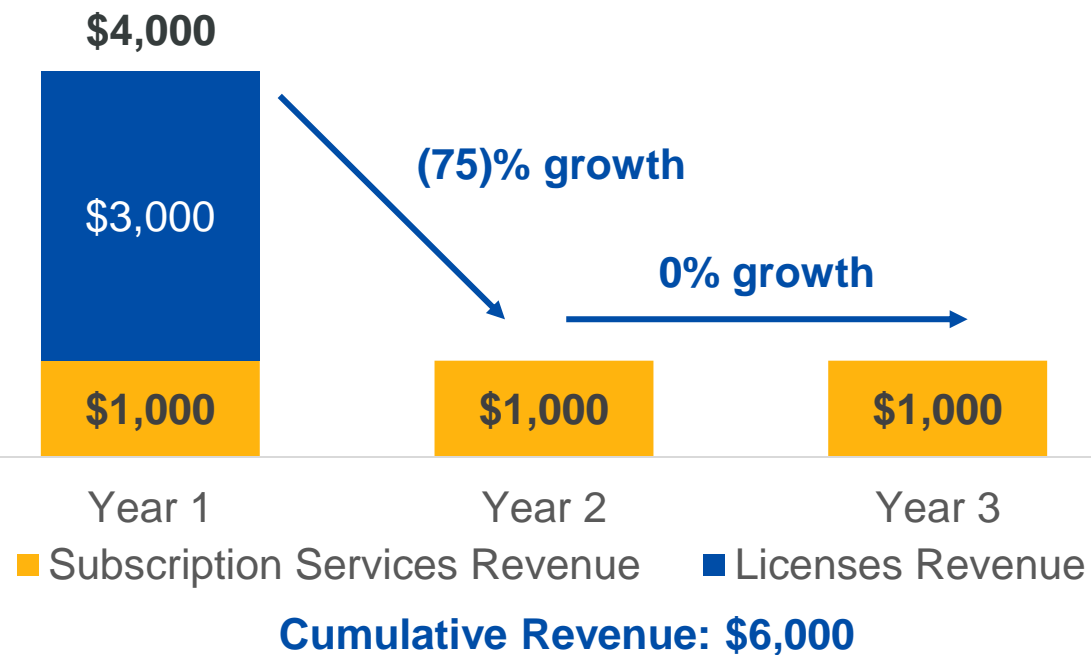 $4,000
$3,000
(75)% growth
0% growth
$1,000
$1,000
$1,000
Year 1
Year 2
Year 3
Subscription Services Revenue
Licenses Revenue
Cumulative Revenue: $6,000